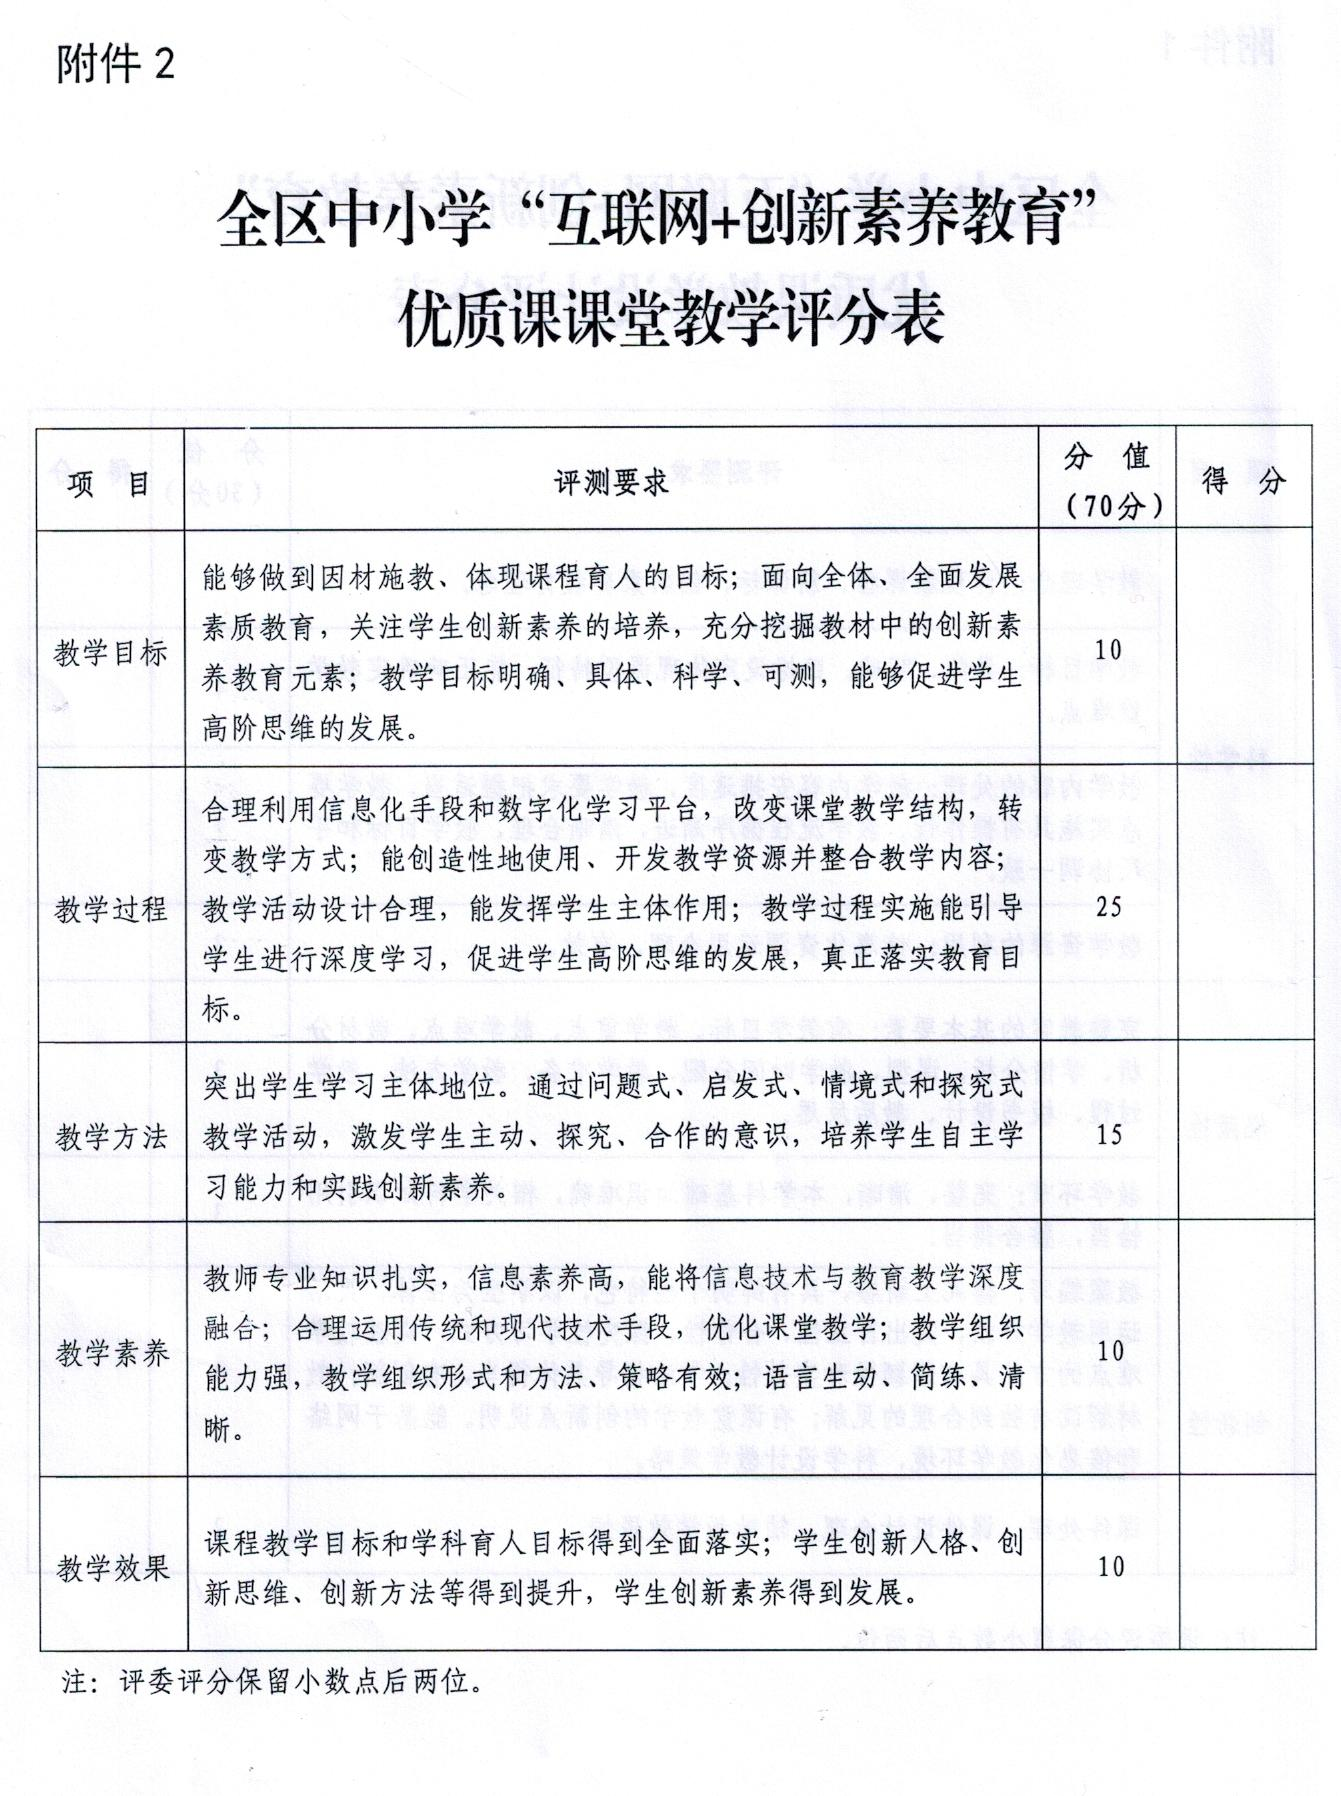 附件 2
全区中小学“互联网+创新素养教育”
优质课课堂教学评分表
项 目
评测要求
分 值
（70分）
得 分
教学目标
能够做到因材施教、体现课程育人的目标；面向全体、全面发展
素质教育，关注学生创新素养的培养，充分挖掘教材中的创新素
养教育元素；教学目标明确、具体、科学、可测，能够促进学生
高阶思维的发展。
10
教学过程
合理利用信息化手段和数字化学习平台，改变课堂教学结构，转
变教学方式；能创造性地使用、开发教学资源并整合教学内容；
教学活动设计合理，能发挥学生主体作用；教学过程实施能引导
学生进行深度学习，促进学生高阶思维的发展，真正落实教育目
标。
25
教学方法
突出学生学习主体地位。通过问题式、启发式、情境式和探究式
教学活动，激发学生主动、探究、合作的意识，培养学生自主学
习能力和实践创新素养。
15
教学素养
教师专业知识扎实，信息素养高，能将信息技术与教育教学深度
融合；合理运用传统和现代技术手段，优化课堂教学；教学组织
能力强，教学组织形式和方法、策略有效；语言生动、简练、清
晰。
10
教学效果
课程教学目标和学科育人目标得到全面落实；学生创新人格、创
新思维、创新方法等得到提升，学生创新素养得到发展。
10
注：评委评分保留小数点后两位。